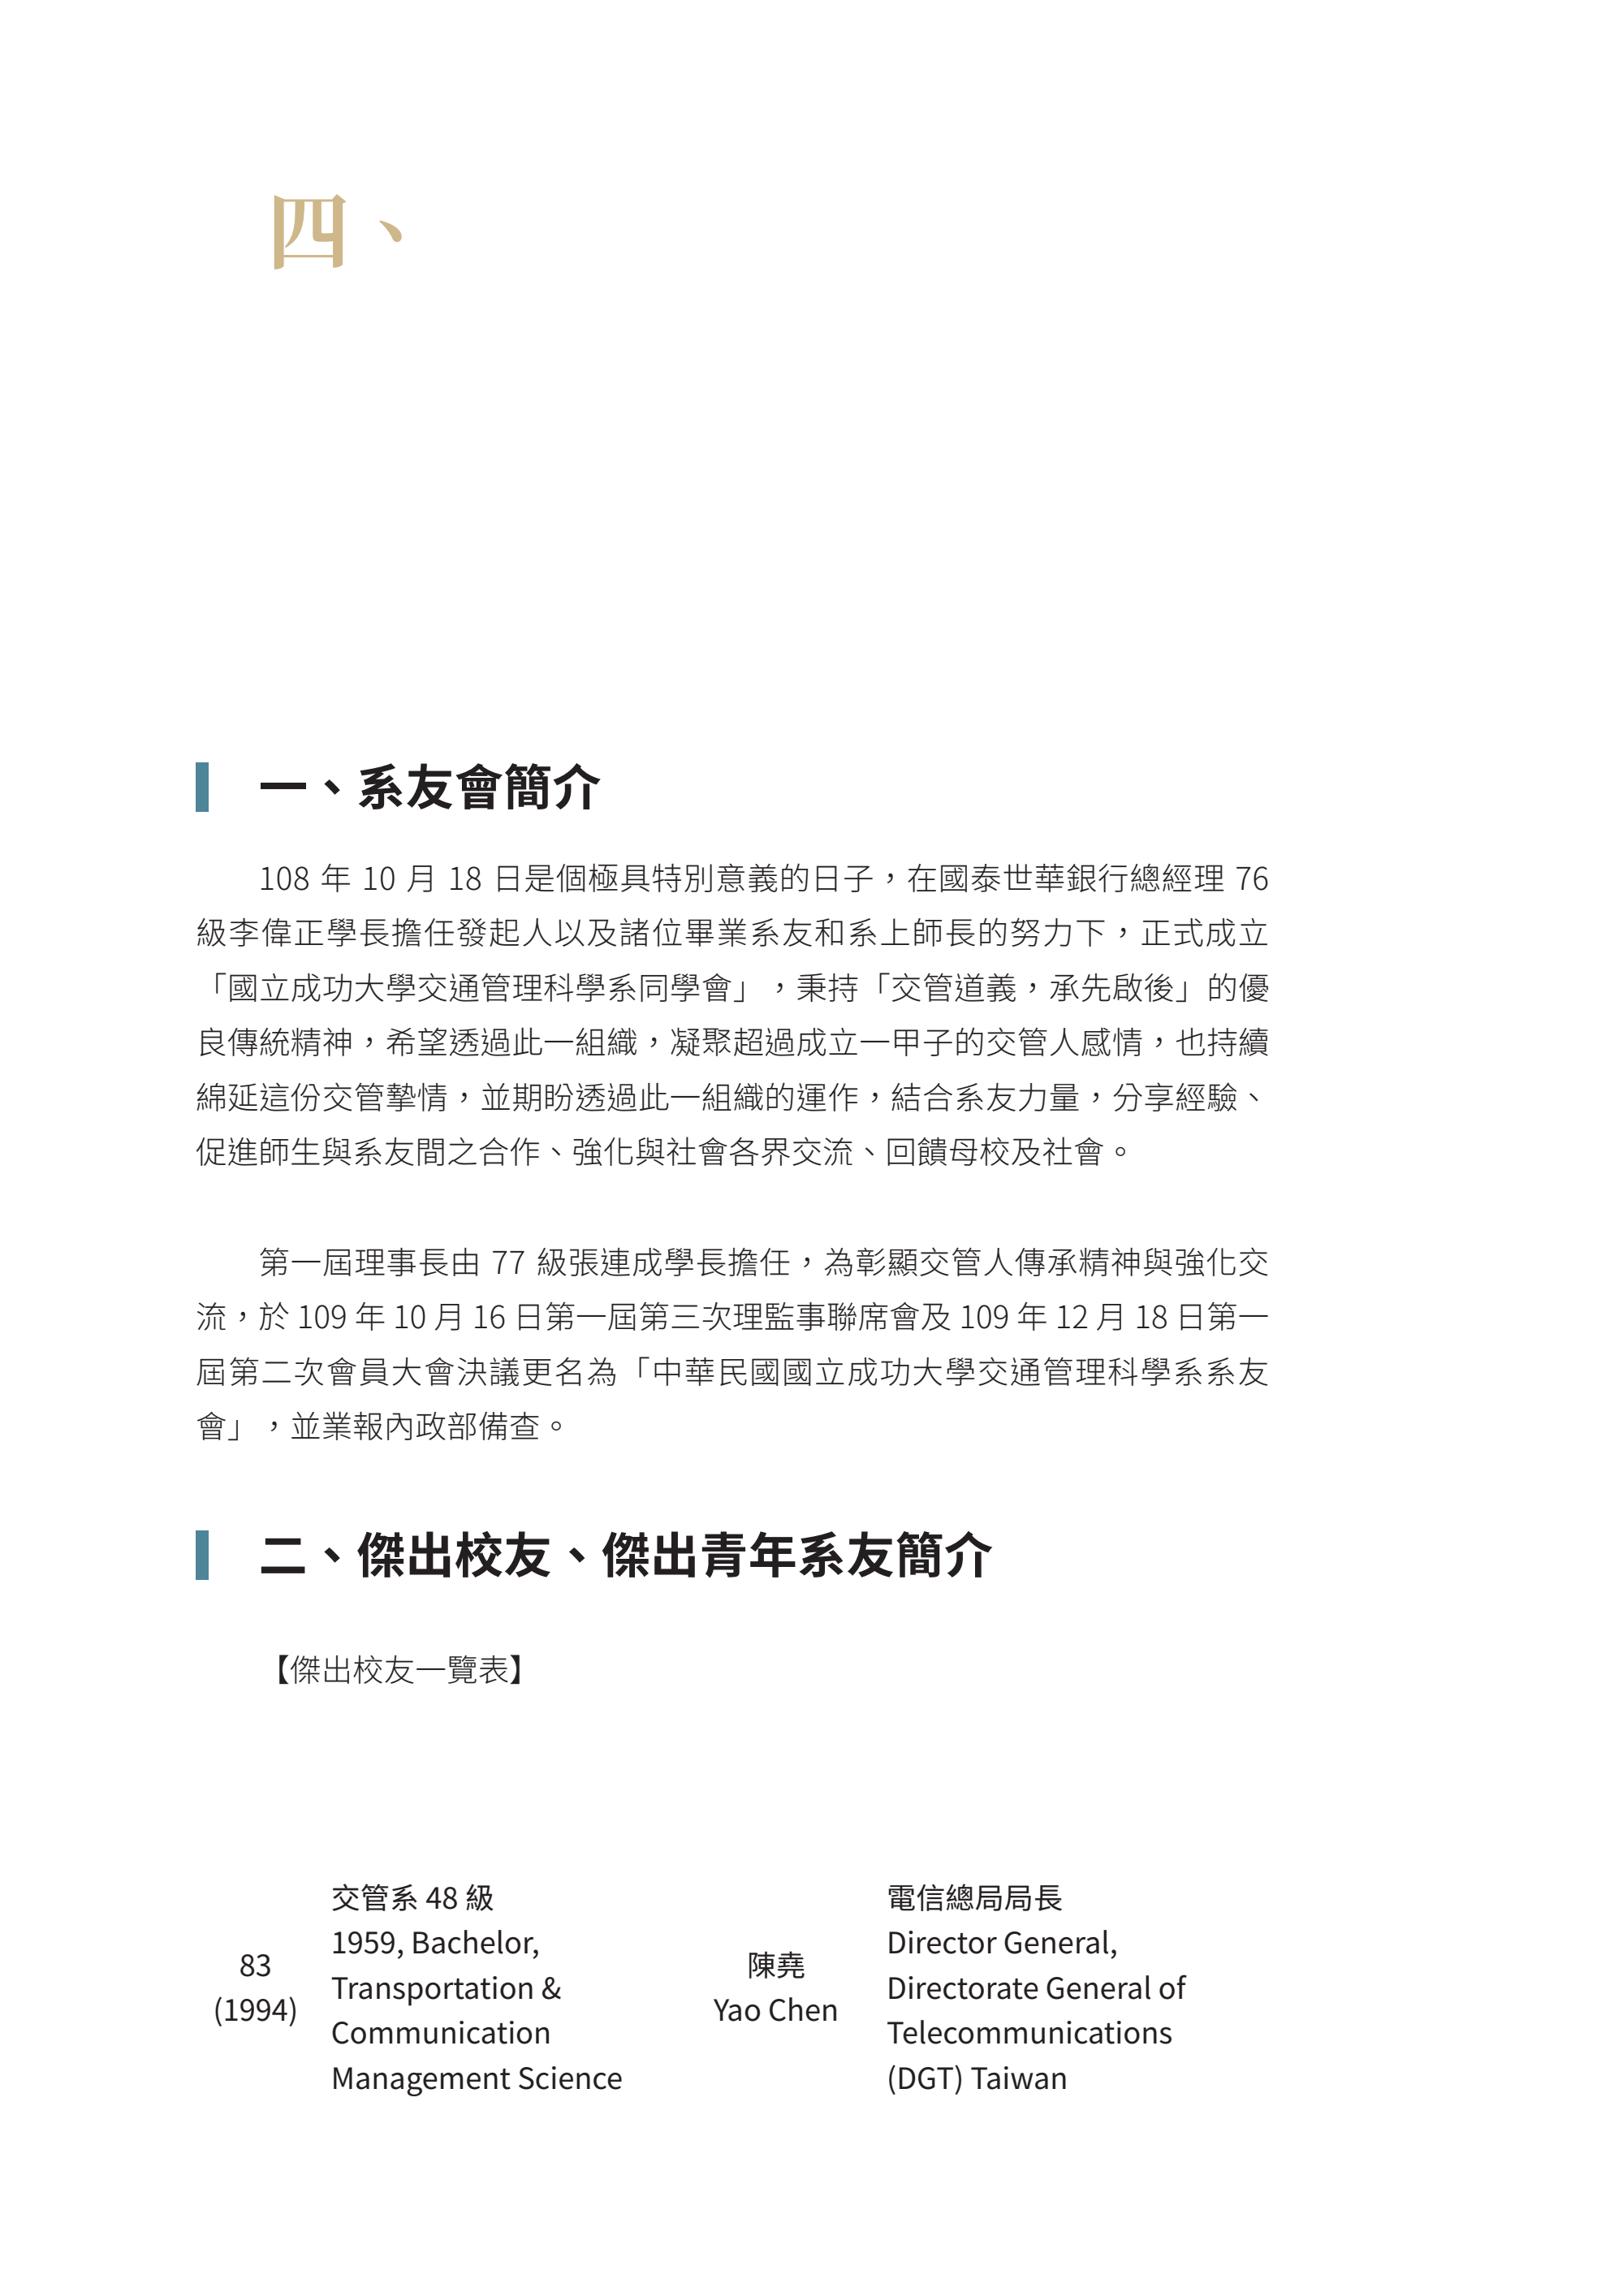 四、
一、系友會簡介
108 年 10 月 18 日是個極具特別意義的日子，在國泰世華銀行總經理 76
級李偉正學長擔任發起人以及諸位畢業系友和系上師長的努力下，正式成立
「國立成功大學交通管理科學系同學會」，秉持「交管道義，承先啟後」的優
良傳統精神，希望透過此一組織，凝聚超過成立一甲子的交管人感情，也持續
綿延這份交管摯情，並期盼透過此一組織的運作，結合系友力量，分享經驗、
促進師生與系友間之合作、強化與社會各界交流、回饋母校及社會。
第一屆理事長由 77 級張連成學長擔任，為彰顯交管人傳承精神與強化交
流，於 109 年 10 月 16 日第一屆第三次理監事聯席會及 109 年 12 月 18 日第一
屆第二次會員大會決議更名為「中華民國國立成功大學交通管理科學系系友
會」，並業報內政部備查。
二、傑出校友、傑出青年系友簡介
【傑出校友一覽表】
83
(1994)
交管系 48 級
1959, Bachelor,
Transportation &
Communication
Management Science
陳堯
Yao Chen
電信總局局長
Director General,
Directorate General of
Telecommunications
(DGT) Taiwan